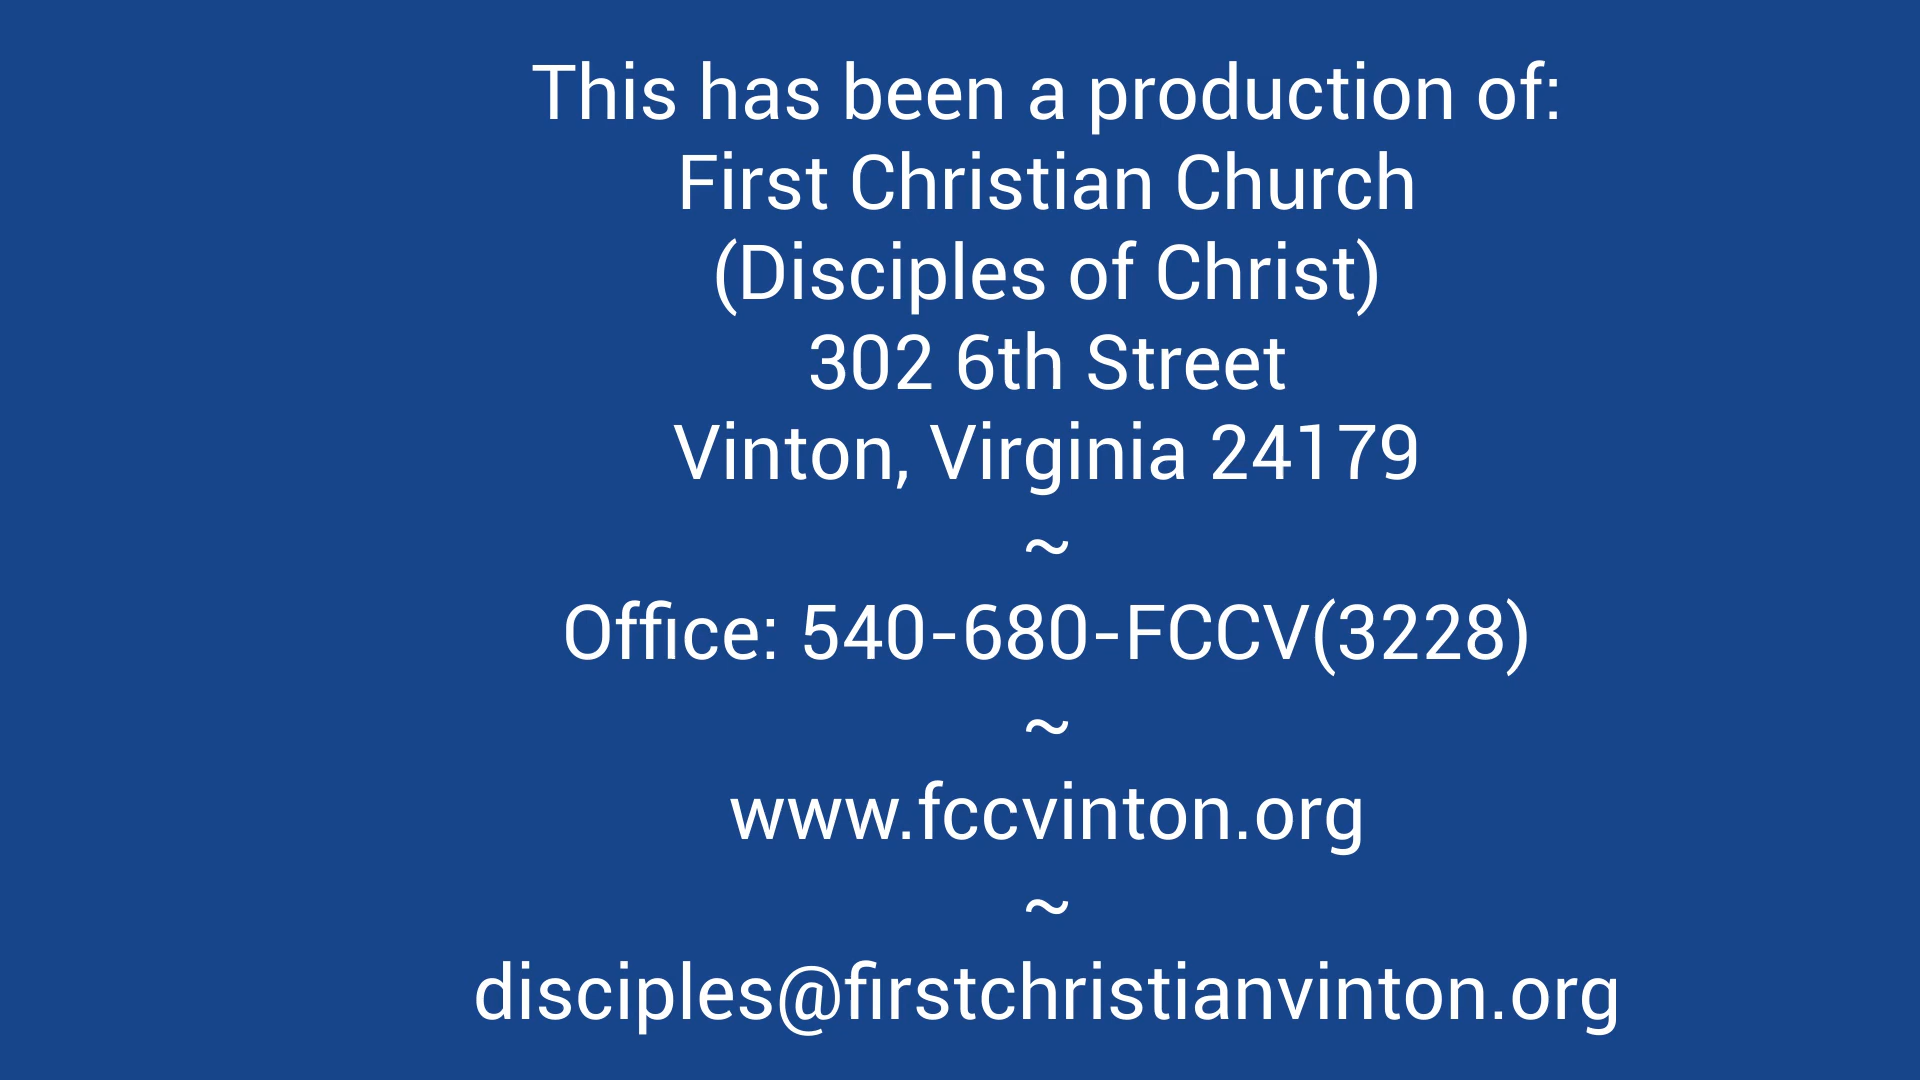 This has been a production of:
First Christian Church
(Disciples of Christ)
302 6th Street
Vinton, Virginia 24179
~
Office: 540-680-FCCV(3228)
~
www.fccvinton.org
~
disciples@firstchristianvinton.org